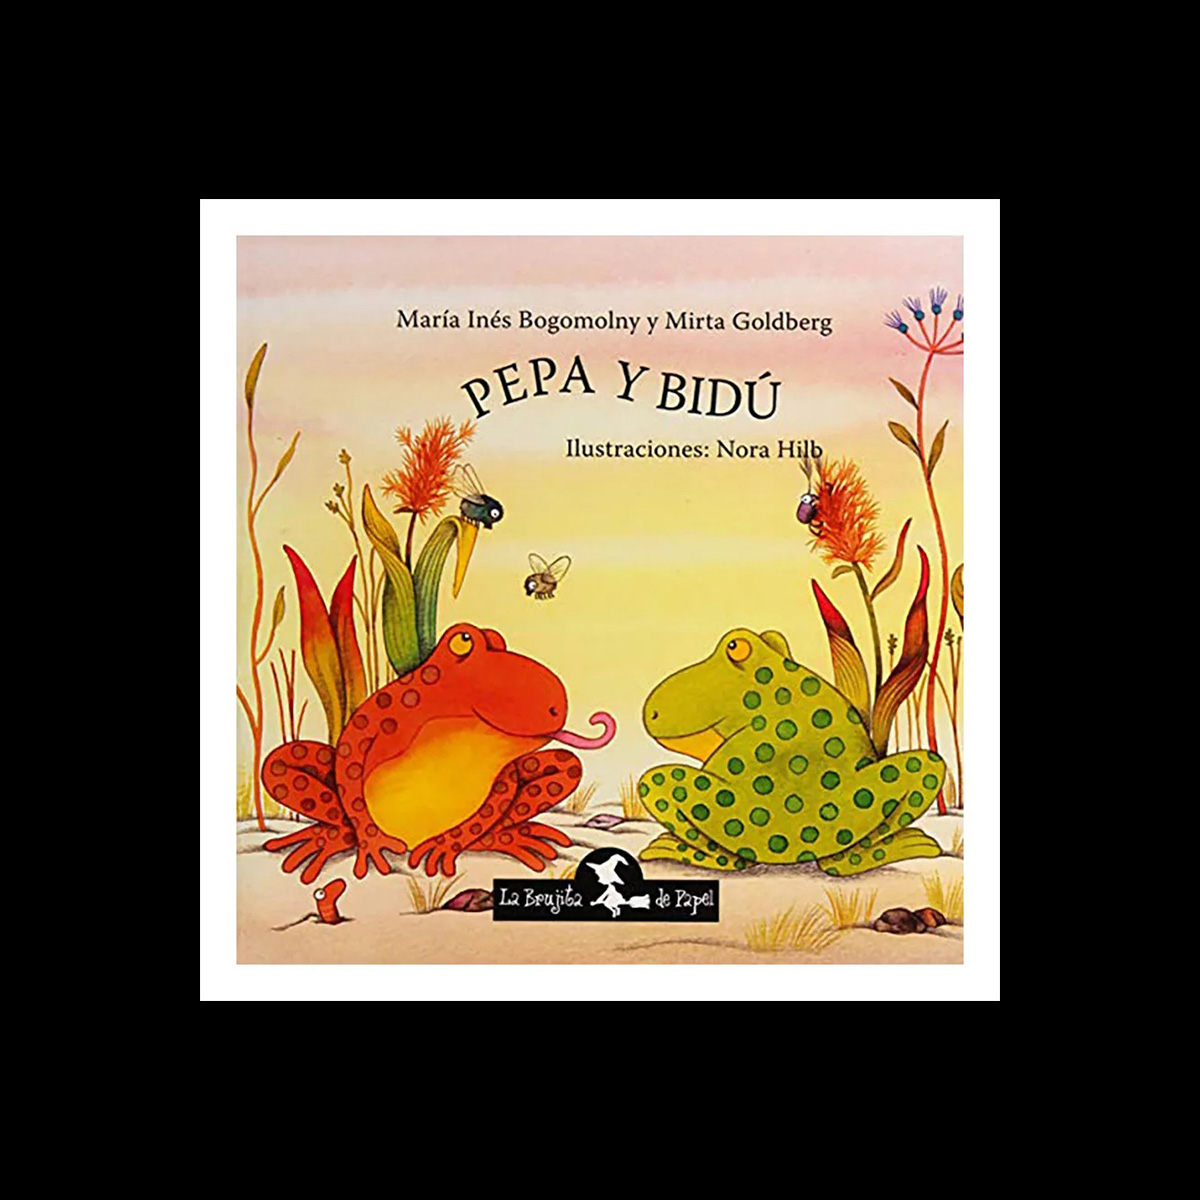 María Inés Bogomolny y Mirta Goldberg
PEPA Y BIDÚ
Ilustraciones: Nora Hilb
La Brujita de Papel